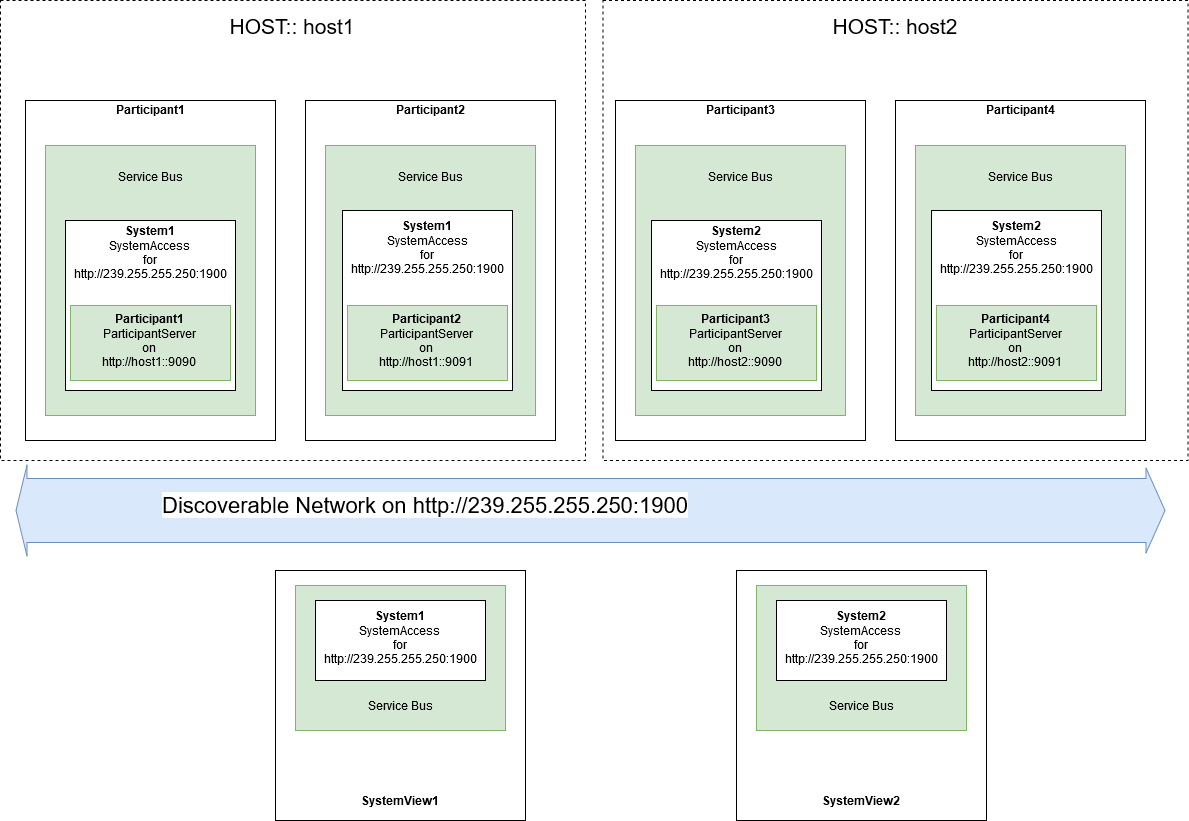 HOST:: host1
HOST:: host2
Participant1
Service Bus
System1
SystemAccess
for
http://239.255.255.250:1900
Participant1
ParticipantServer
on
http://host1::9090
Participant2
Service Bus
System1
SystemAccess
for
http://239.255.255.250:1900
Participant2
ParticipantServer
on
http://host1::9091
Participant3
Service Bus
System2
SystemAccess
for
http://239.255.255.250:1900
Participant3
ParticipantServer
on
http://host2::9090
Participant4
Service Bus
System2
SystemAccess
for
http://239.255.255.250:1900
Participant4
ParticipantServer
on
http://host2::9091
Discoverable Network on http://239.255.255.250:1900
System1
SystemAccess
for
http://239.255.255.250:1900
Service Bus
SystemView1
System2
SystemAccess
for
http://239.255.255.250:1900
Service Bus
SystemView2